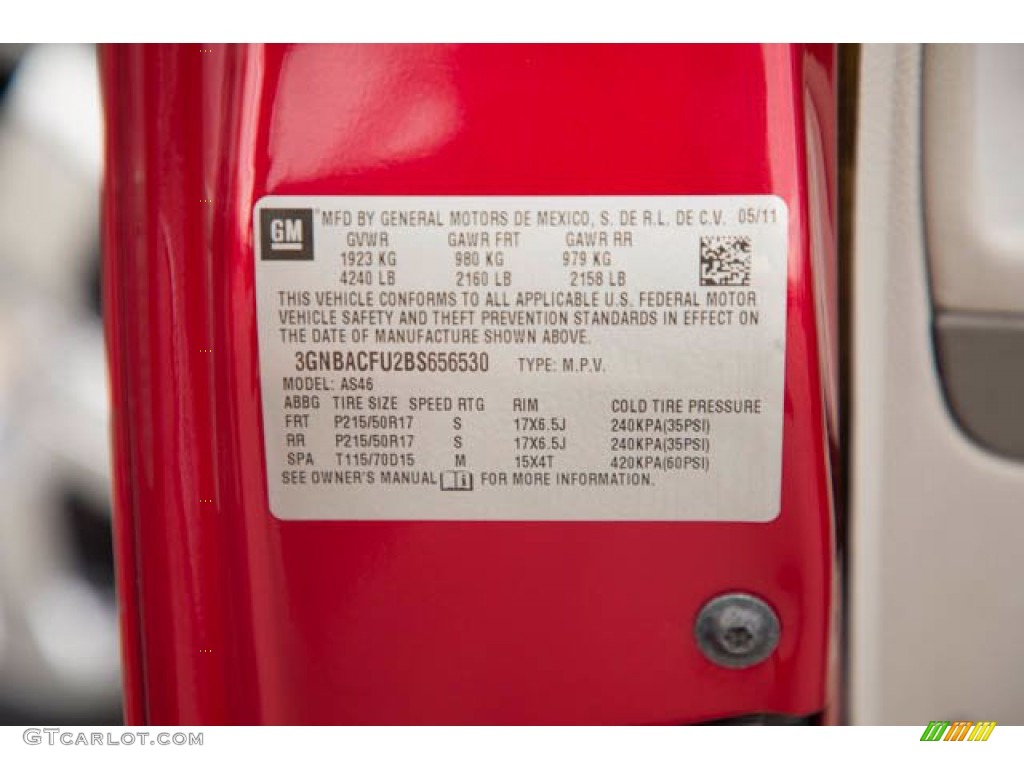 GM MFD BY GENERAL MOTORS DE MEXICO, S. DE R.L. DE C.V. 05/11
GVWR GAWR FRT GAWR RR
1923 KG 980 KG 979 KG
4240 LB 2160 LB 2158 LB
THIS VEHICLE CONFORMS TO ALL APPLICABLE U.S. FEDERAL MOTOR
VEHICLE SAFETY AND THEFT PREVENTION STANDARDS IN EFFECT ON
THE DATE OF MANUFACTURE SHOWN ABOVE.
3GNBACFU2BS656530 TYPE: M.P.V.
MODEL: AS46
ABBG TIRE SIZE SPEED RTG RIM COLD TIRE PRESSURE
FRT P215/50R17 S 17X6.5J 240KPA(35PSI)
RR P215/50R17 S 17X6.5J 240KPA(35PSI)
SPA T115/70D15 M 15X4T 420KPA(60PSI)
SEE OWNER'S MANUAL i FOR MORE INFORMATION.
GTCARLOT.COM